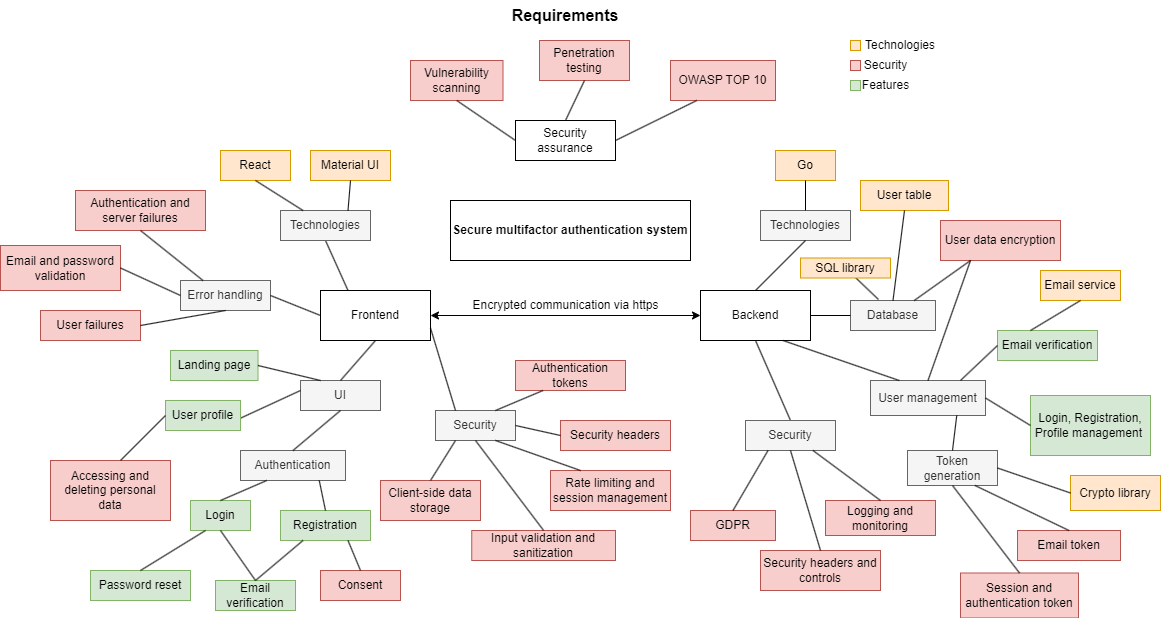 Requirements
Technologies
Security
Features
Vulnerability
scanning
Penetration
testing
OWASP TOP 10
Security
assurance
React
Material UI
Technologies
Authentication and
server failures
Email and password
validation
Error handling
User failures
Secure multifactor authentication system
Go
Technologies
User table
User data encryption
SQL library
Database
Email service
Email verification
Frontend
Encrypted communication via https
Backend
Landing page
UI
User profile
Accessing and
deleting personal
data
Authentication
Login
Registration
Password reset
Email
verification
Consent
Authentication
tokens
Security
Security headers
Rate limiting and
session management
Client-side data
storage
Input validation and
sanitization
User management
Login, Registration,
Profile management
Security
Token
generation
Crypto library
GDPR
Logging and
monitoring
Security headers and
controls
Email token
Session and
authentication token